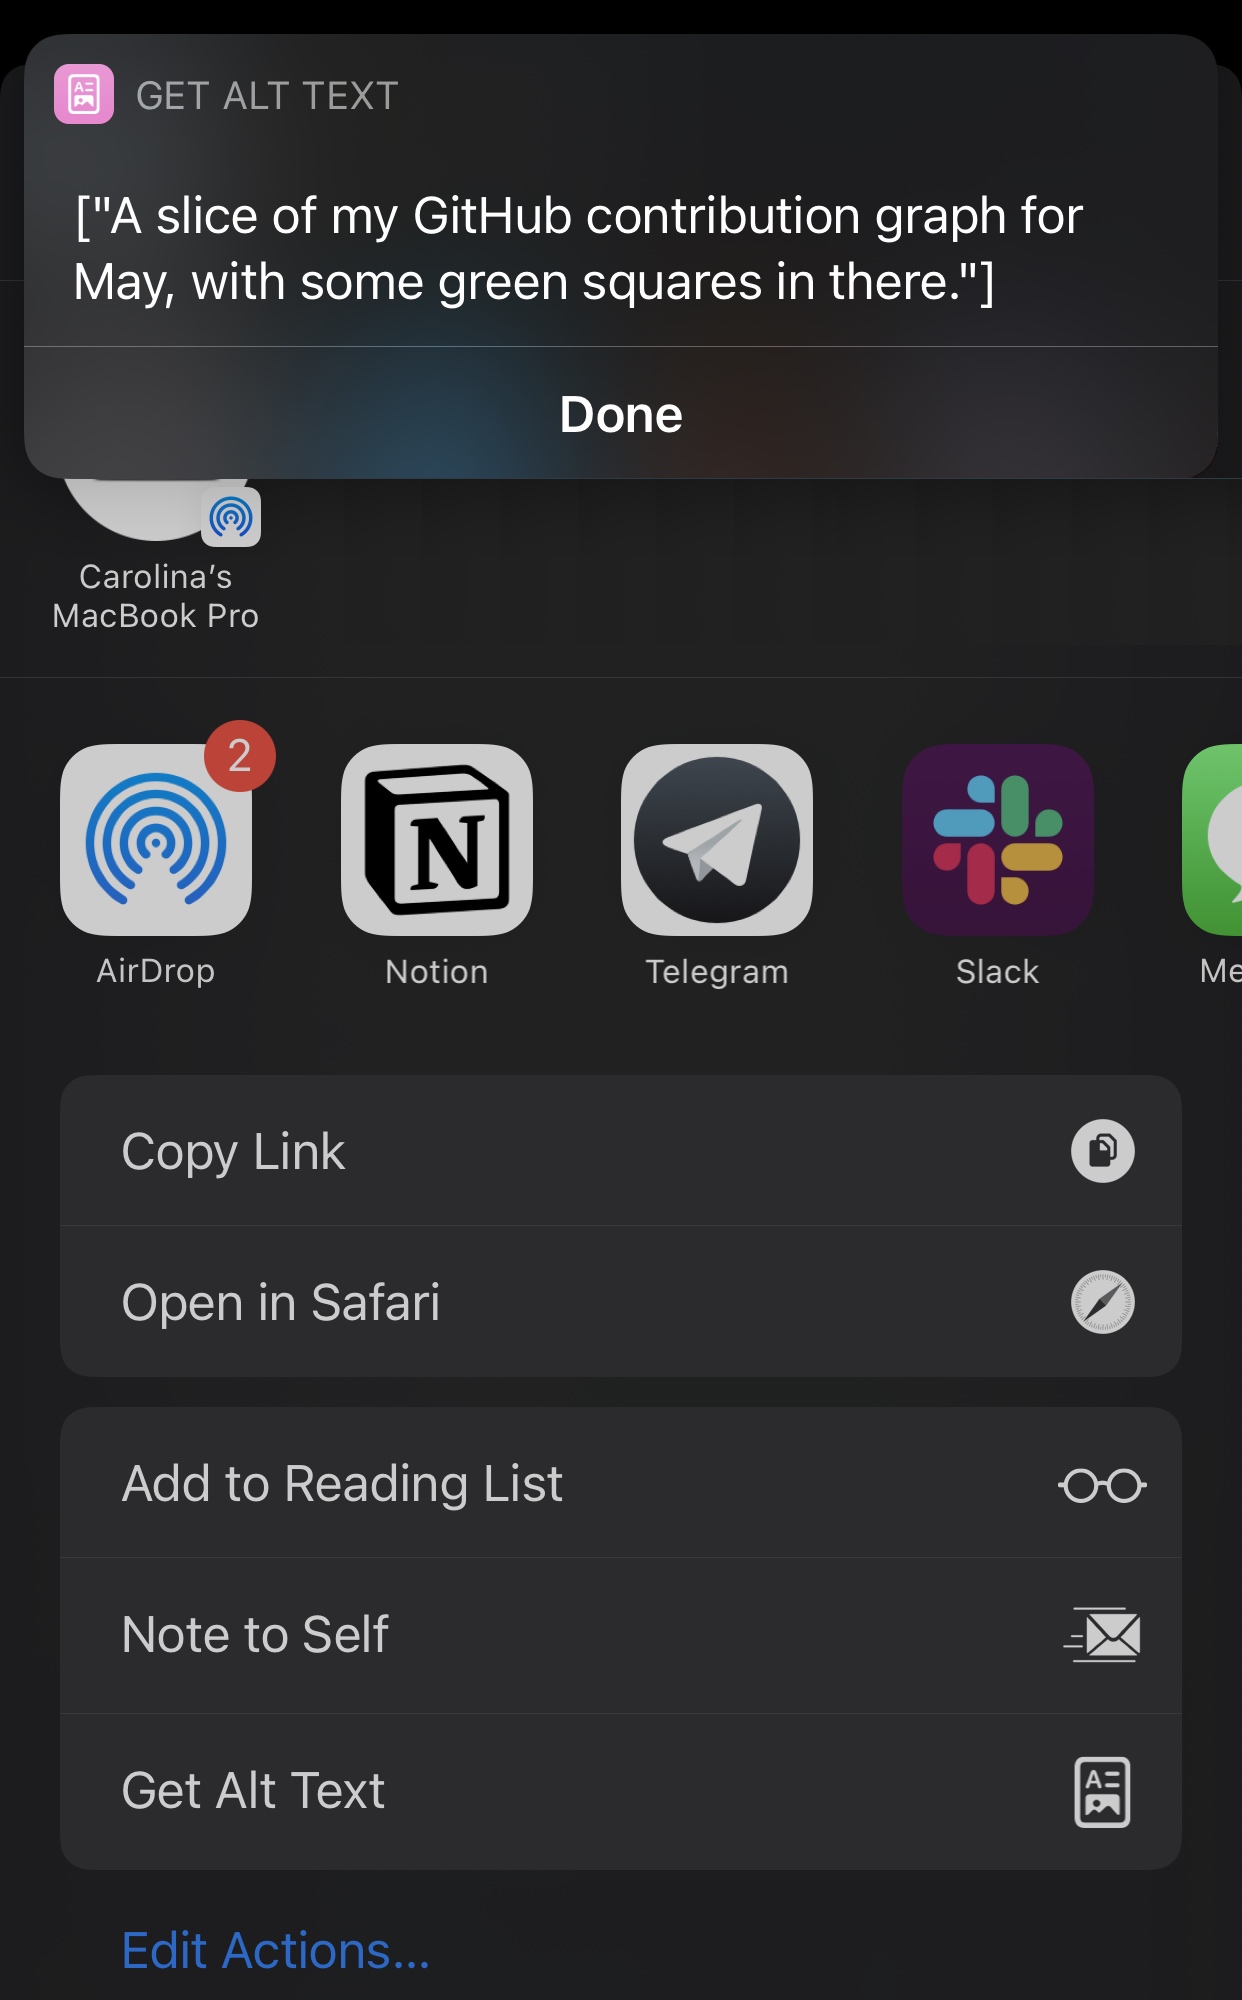 GET ALT TEXT
["A slice of my GitHub contribution graph for
May, with some green squares in there."]
Done
Carolina’s
MacBook Pro
2
N
AirDrop
Notion
Telegram
Slack
Me
Copy Link
Open in Safari
Add to Reading List
Note to Self
Get Alt Text
A
Edit Actions...